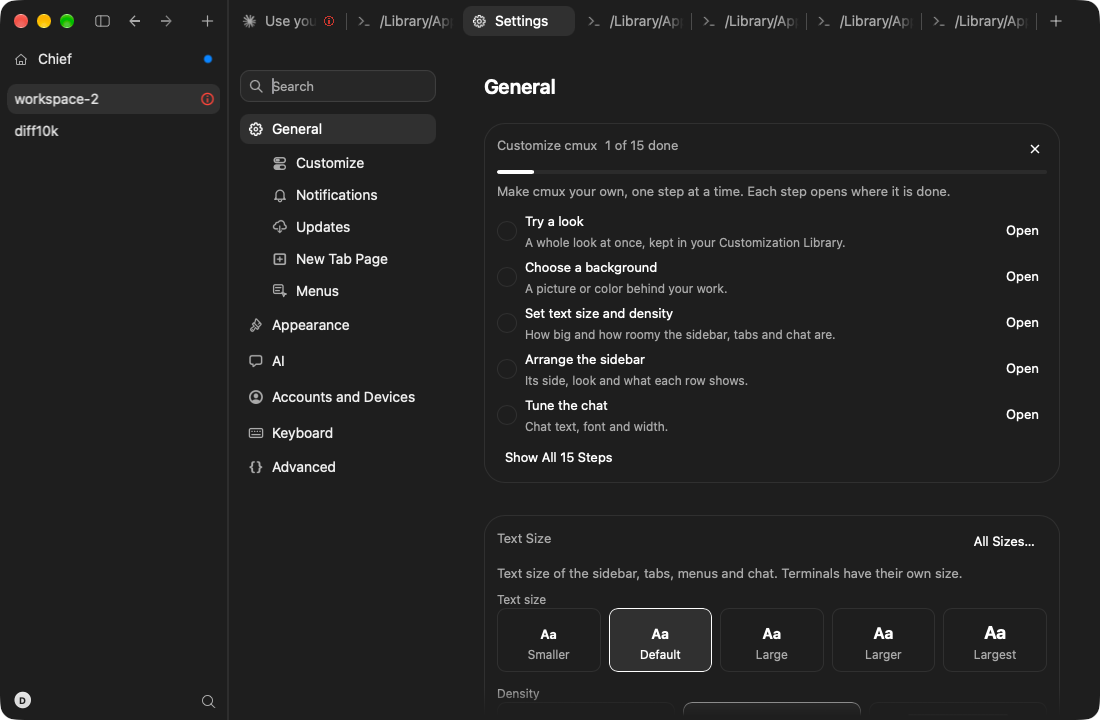 Use you
/Library/App
Settings
/Library/App
/Library/App
/Library/App
/Library/App
Chief
workspace-2
diff10k
D
Search
General
Customize
Notifications
Updates
New Tab Page
Menus
Appearance
AI
Accounts and Devices
Keyboard
Advanced
General
Customize cmux 1 of 15 done
Make cmux your own, one step at a time. Each step opens where it is done.
Try a look
A whole look at once, kept in your Customization Library.
Open
Choose a background
A picture or color behind your work.
Open
Set text size and density
How big and how roomy the sidebar, tabs and chat are.
Open
Arrange the sidebar
Its side, look and what each row shows.
Open
Tune the chat
Chat text, font and width.
Open
Show All 15 Steps
Text Size
All Sizes...
Text size of the sidebar, tabs, menus and chat. Terminals have their own size.
Text size
Aa Aa Aa Aa Aa
Smaller Default Large Larger Largest
Density